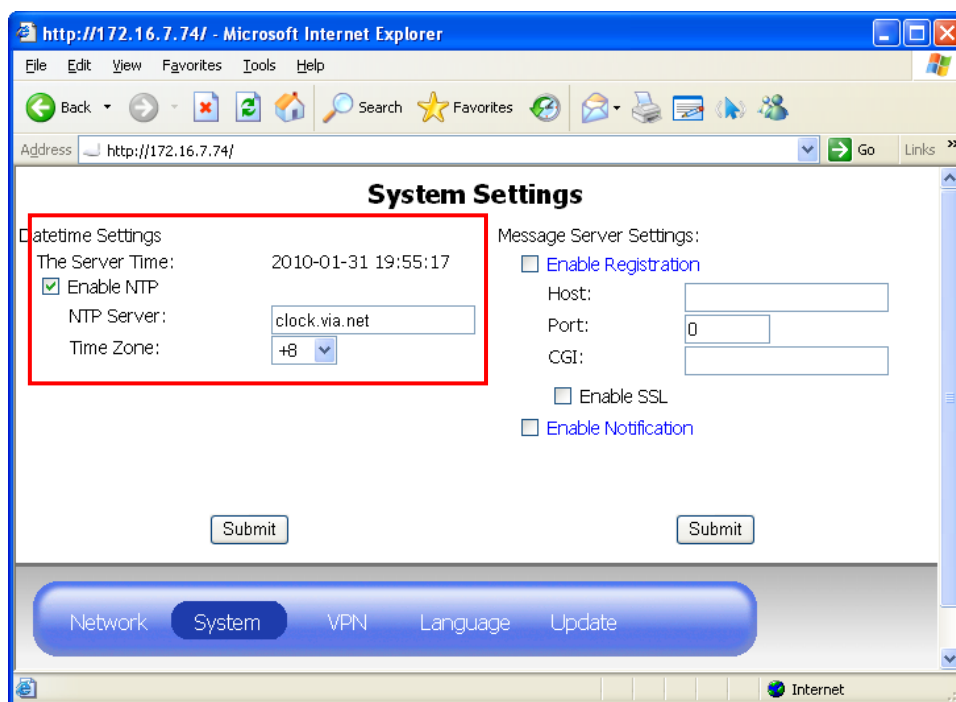 http://172.16.7.74/ - Microsoft Internet Explorer
File Edit View Favorites Tools Help
Back Search Favorites
Address http://172.16.7.74/ Go Links »
System Settings
Datetime Settings
The Server Time: 2010-01-31 19:55:17
Enable NTP
NTP Server: clock.via.net
Time Zone: +8
Submit
Message Server Settings:
Enable Registration
Host:
Port: 0
CGI:
Enable SSL
Enable Notification
Submit
Network System VPN Language Update
Internet